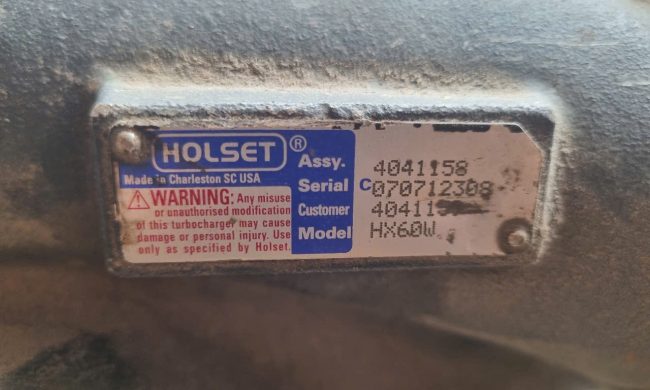 HOLSET®
Made in Charleston SC USA
WARNING: Any misuse
or unauthorised modification
of this turbocharger may cause
damage or personal injury. Use
only as specified by Holset.
Assy. 4041158
Serial C070712308
Customer
Model HX60W